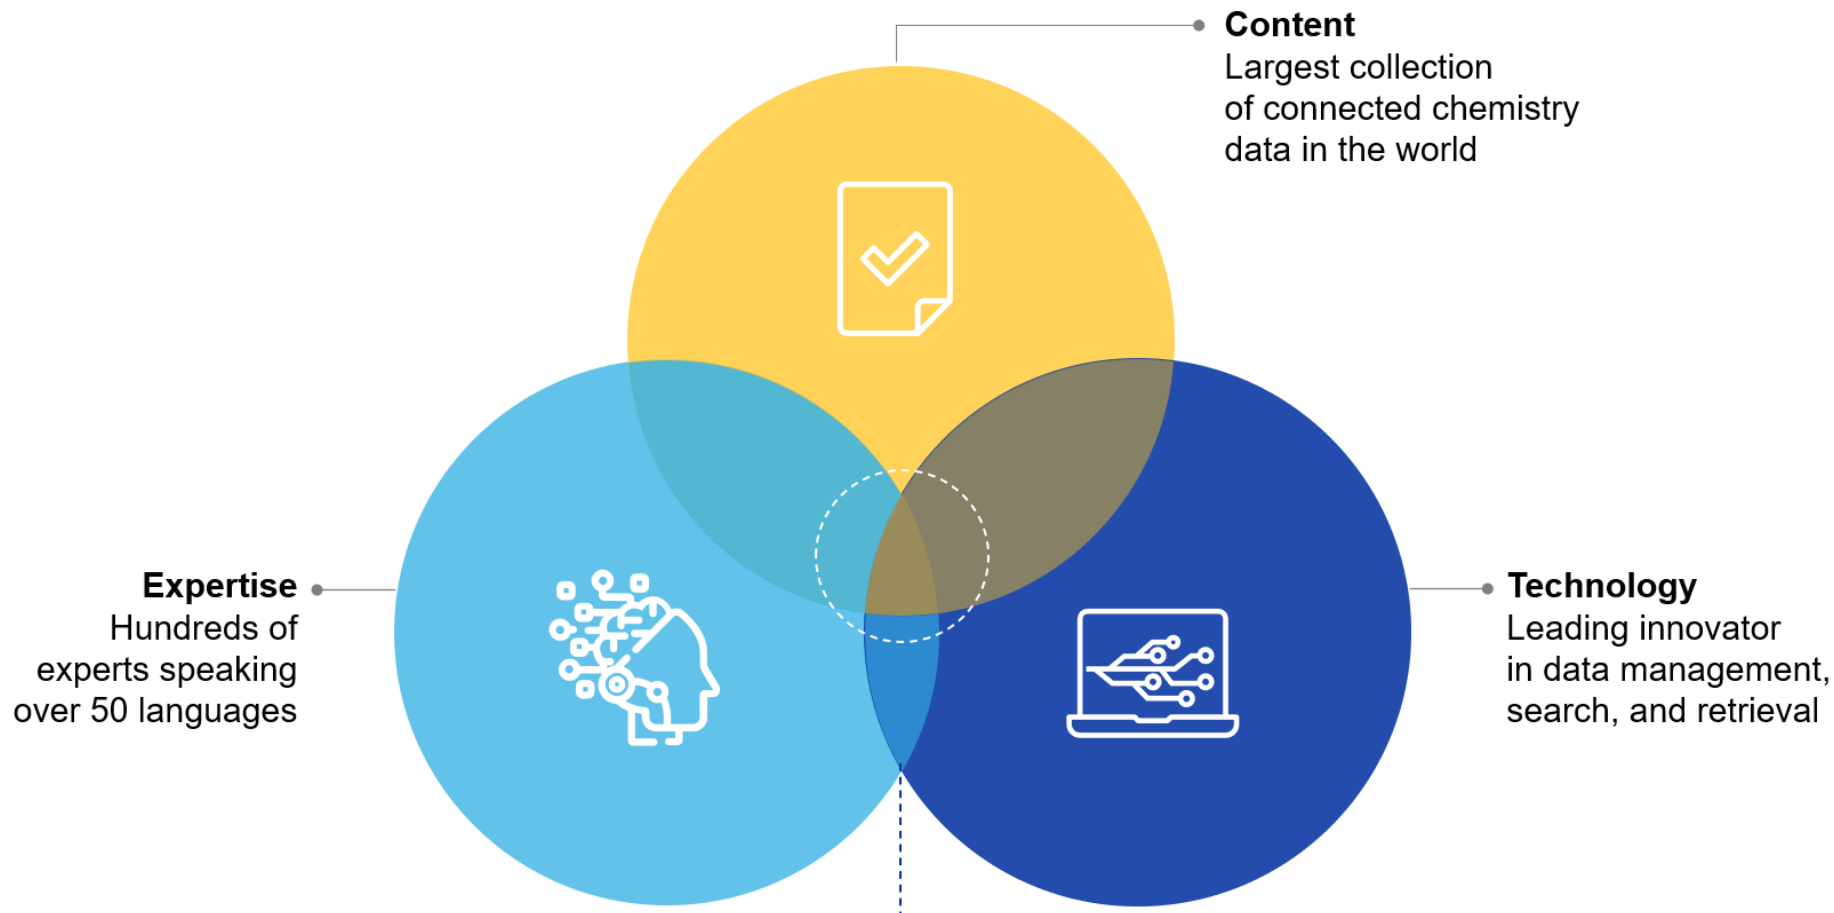 Content
Largest collection
of connected chemistry
data in the world
Expertise
Hundreds of
experts speaking
over 50 languages
Technology
Leading innovator
in data management,
search, and retrieval